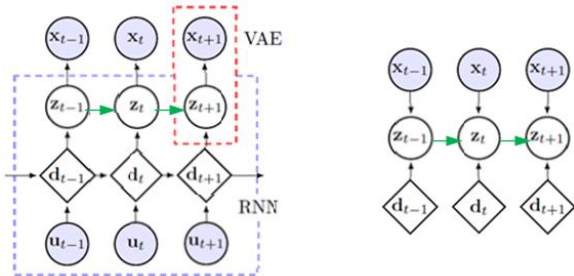 x_{t-1} x_t x_{t+1} VAE
z_{t-1} z_t z_{t+1}
d_{t-1} d_t d_{t+1}
RNN
u_{t-1} u_t u_{t+1}
x_{t-1} x_t x_{t+1}
z_{t-1} z_t z_{t+1}
d_{t-1} d_t d_{t+1}